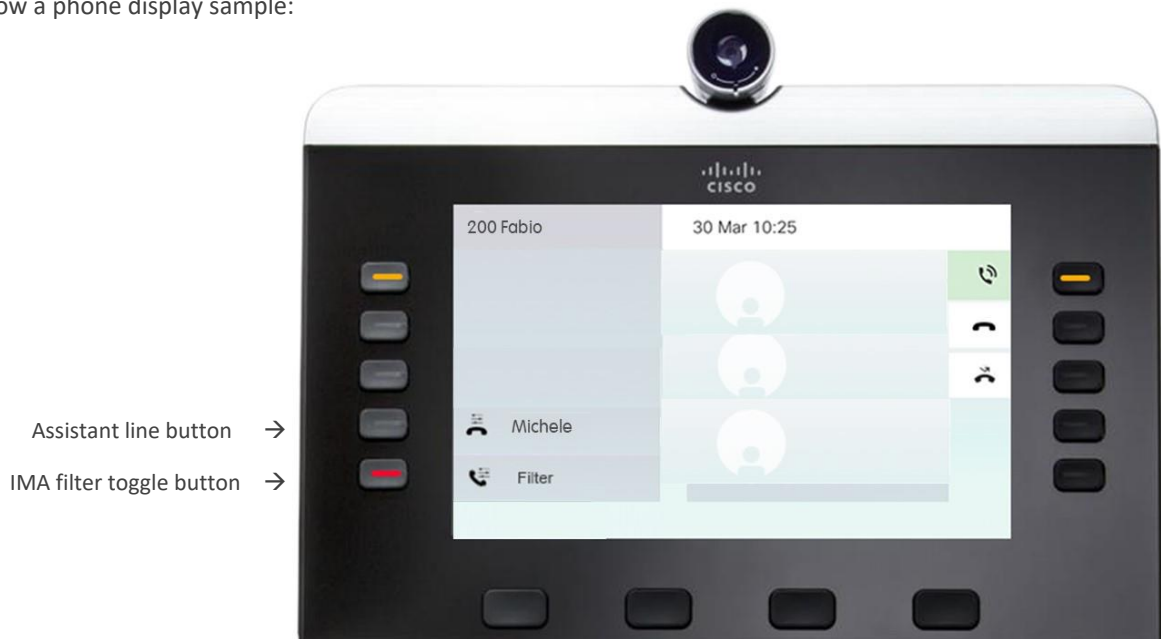 ow a phone display sample:
CISCO
200 Fabio
30 Mar 10:25
Assistant line button →
Michele
IMA filter toggle button →
Filter